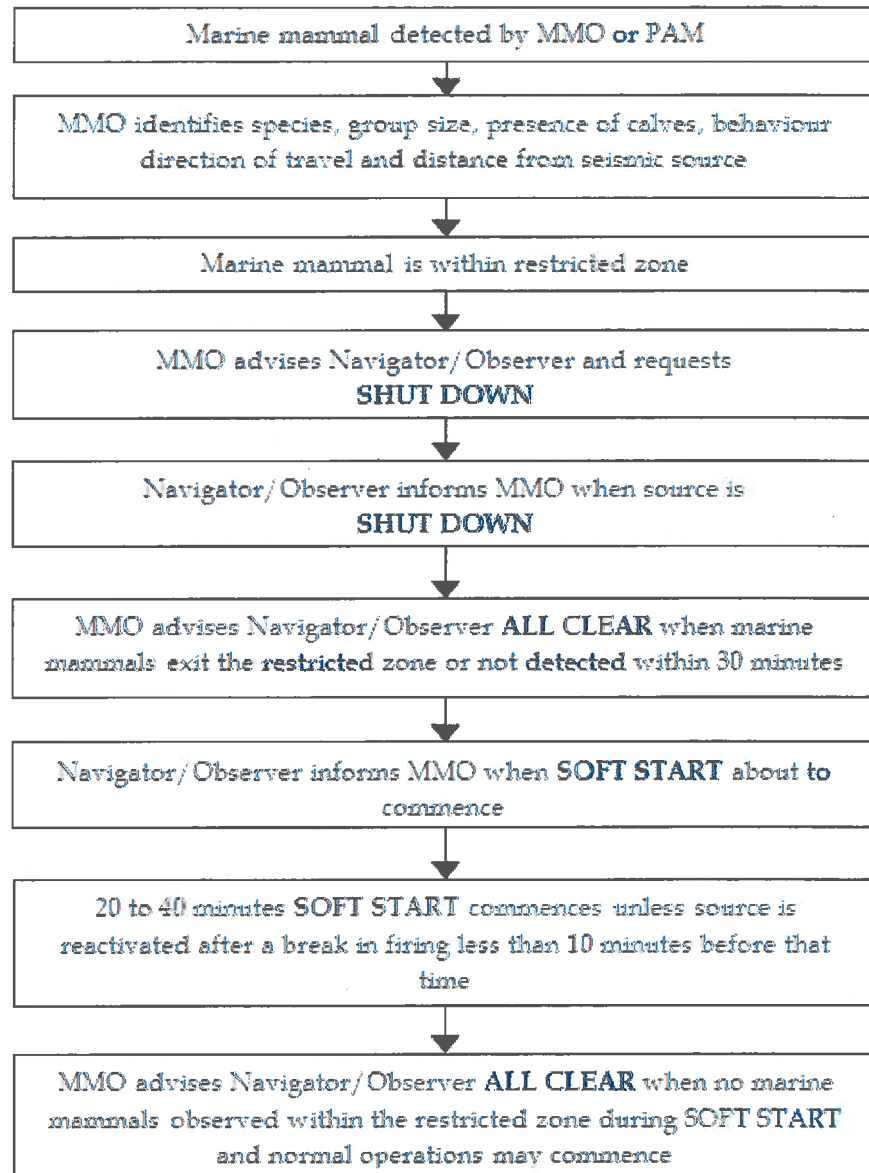 Marine mammal detected by MMO or PAM
MMO identifies species, group size, presence of calves, behaviour
direction of travel and distance from seismic source
Marine mammal is within restricted zone
MMO advises Navigator/Observer and requests
SHUT DOWN
Navigator/Observer informs MMO when source is
SHUT DOWN
MMO advises Navigator/Observer ALL CLEAR when marine
mammals exit the restricted zone or not detected within 30 minutes
Navigator/Observer informs MMO when SOFT START about to
commence
20 to 40 minutes SOFT START commences unless source is
reactivated after a break in firing less than 10 minutes before that
time
MMO advises Navigator/Observer ALL CLEAR when no marine
mammals observed within the restricted zone during SOFT START
and normal operations may commence